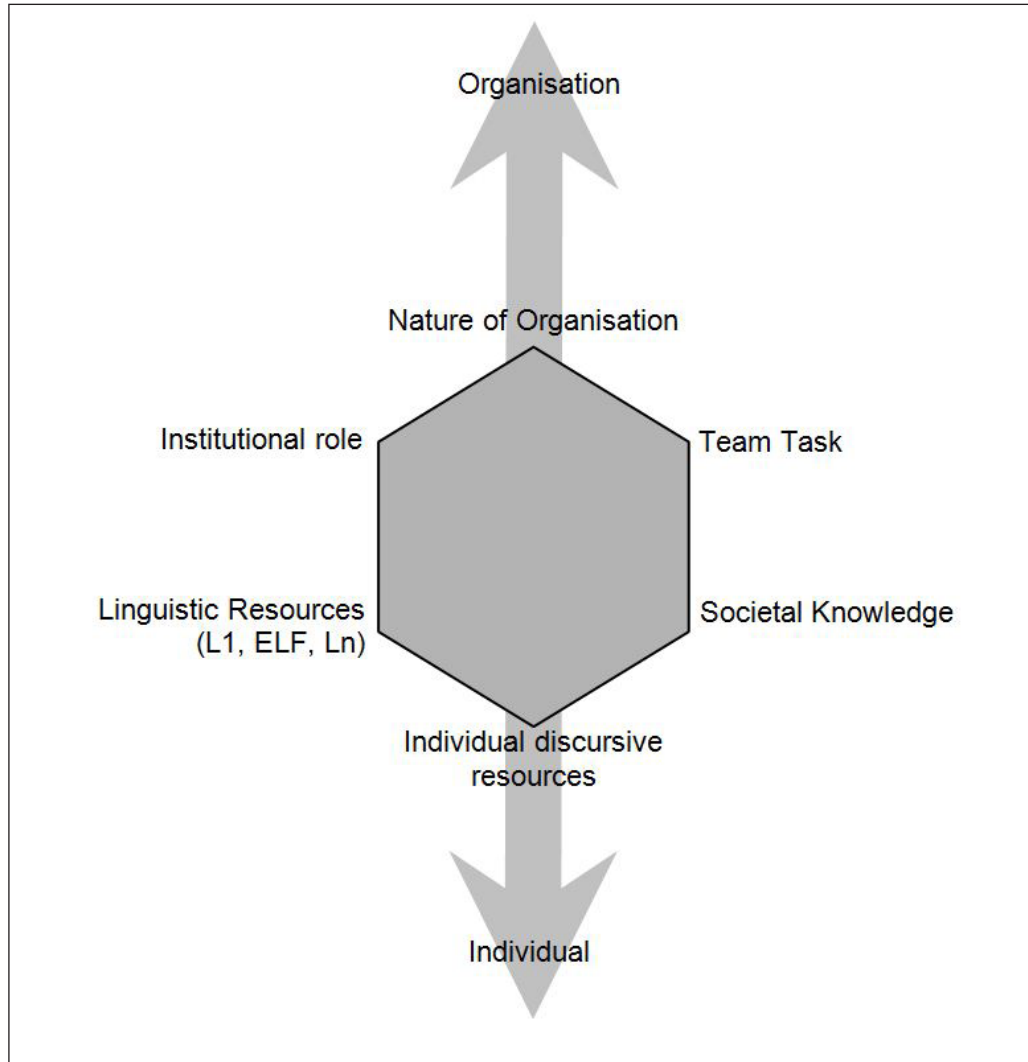 Organisation
Nature of Organisation
Institutional role
Team Task
Linguistic Resources
(L1, ELF, Ln)
Societal Knowledge
Individual discursive
resources
Individual